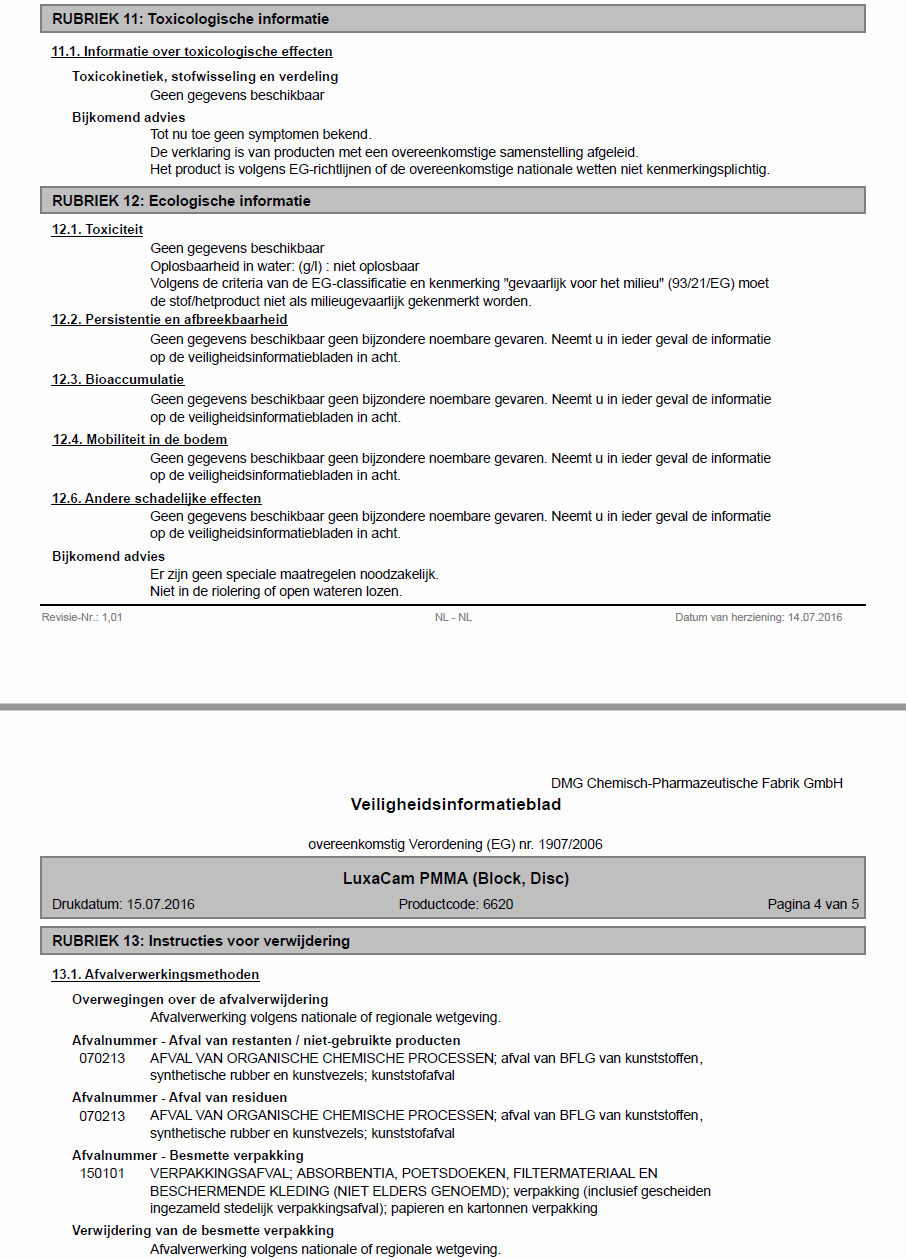 RUBRIEK 11: Toxicologische informatie
11.1. Informatie over toxicologische effecten
Toxicokinetiek, stofwisseling en verdeling
Geen gegevens beschikbaar
Bijkomend advies
Tot nu toe geen symptomen bekend.
De verklaring is van producten met een overeenkomstige samenstelling afgeleid.
Het product is volgens EG-richtlijnen of de overeenkomstige nationale wetten niet kenmerkingsplichtig.
RUBRIEK 12: Ecologische informatie
12.1. Toxiciteit
Geen gegevens beschikbaar
Oplosbaarheid in water: (g/l) : niet oplosbaar
Volgens de criteria van de EG-classificatie en kenmerking "gevaarlijk voor het milieu" (93/21/EG) moet
de stof/hetproduct niet als milieugevaarlijk gekenmerkt worden.
12.2. Persistentie en afbreekbaarheid
Geen gegevens beschikbaar geen bijzondere noembare gevaren. Neemt u in ieder geval de informatie
op de veiligheidsinformatiebladen in acht.
12.3. Bioaccumulatie
Geen gegevens beschikbaar geen bijzondere noembare gevaren. Neemt u in ieder geval de informatie
op de veiligheidsinformatiebladen in acht.
12.4. Mobiliteit in de bodem
Geen gegevens beschikbaar geen bijzondere noembare gevaren. Neemt u in ieder geval de informatie
op de veiligheidsinformatiebladen in acht.
12.6. Andere schadelijke effecten
Geen gegevens beschikbaar geen bijzondere noembare gevaren. Neemt u in ieder geval de informatie
op de veiligheidsinformatiebladen in acht.
Bijkomend advies
Er zijn geen speciale maatregelen noodzakelijk.
Niet in de riolering of open wateren lozen.
Revisie-Nr.: 1,01 NL - NL Datum van herziening: 14.07.2016
DMG Chemisch-Pharmazeutische Fabrik GmbH
Veiligheidsinformatieblad
overeenkomstig Verordening (EG) nr. 1907/2006
LuxaCam PMMA (Block, Disc)
Drukdatum: 15.07.2016 Productcode: 6620 Pagina 4 van 5
RUBRIEK 13: Instructies voor verwijdering
13.1. Afvalverwerkingsmethoden
Overwegingen over de afvalverwijdering
Afvalverwerking volgens nationale of regionale wetgeving.
Afvalnummer - Afval van restanten / niet-gebruikte producten
070213 AFVAL VAN ORGANISCHE CHEMISCHE PROCESSEN; afval van BFLG van kunststoffen,
synthetische rubber en kunstvezels; kunststofafval
Afvalnummer - Afval van residuen
070213 AFVAL VAN ORGANISCHE CHEMISCHE PROCESSEN; afval van BFLG van kunststoffen,
synthetische rubber en kunstvezels; kunststofafval
Afvalnummer - Besmette verpakking
150101 VERPAKKINGSAFVAL; ABSORBENTIA, POETSDOEKEN, FILTERMATERIAAL EN
BESCHERMENDE KLEDING (NIET ELDERS GENOEMD); verpakking (inclusief gescheiden
ingezameld stedelijk verpakkingsafval); papieren en kartonnen verpakking
Verwijdering van de besmette verpakking
Afvalverwerking volgens nationale of regionale wetgeving.